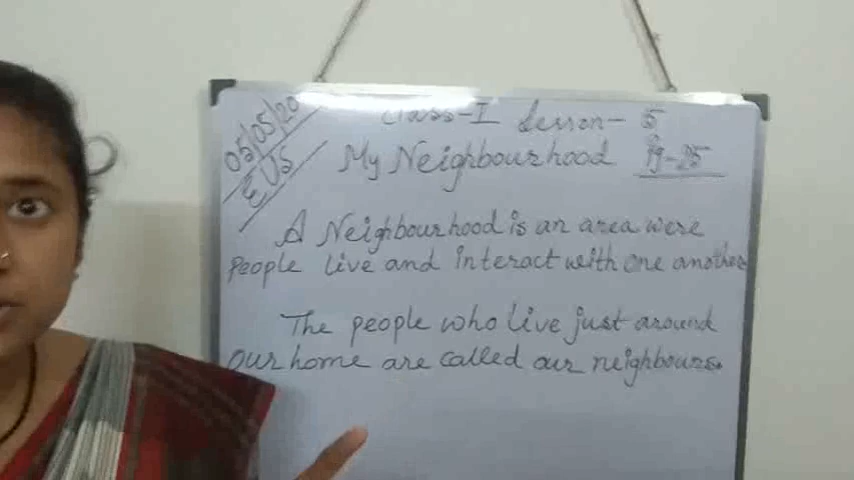 05/05/20
EVS
Class-I Lesson- 5
My Neighbourhood Pg-25
A Neighbourhood is an area were
People live and interact with one another
The people who live just around
our home are called our neighbours.